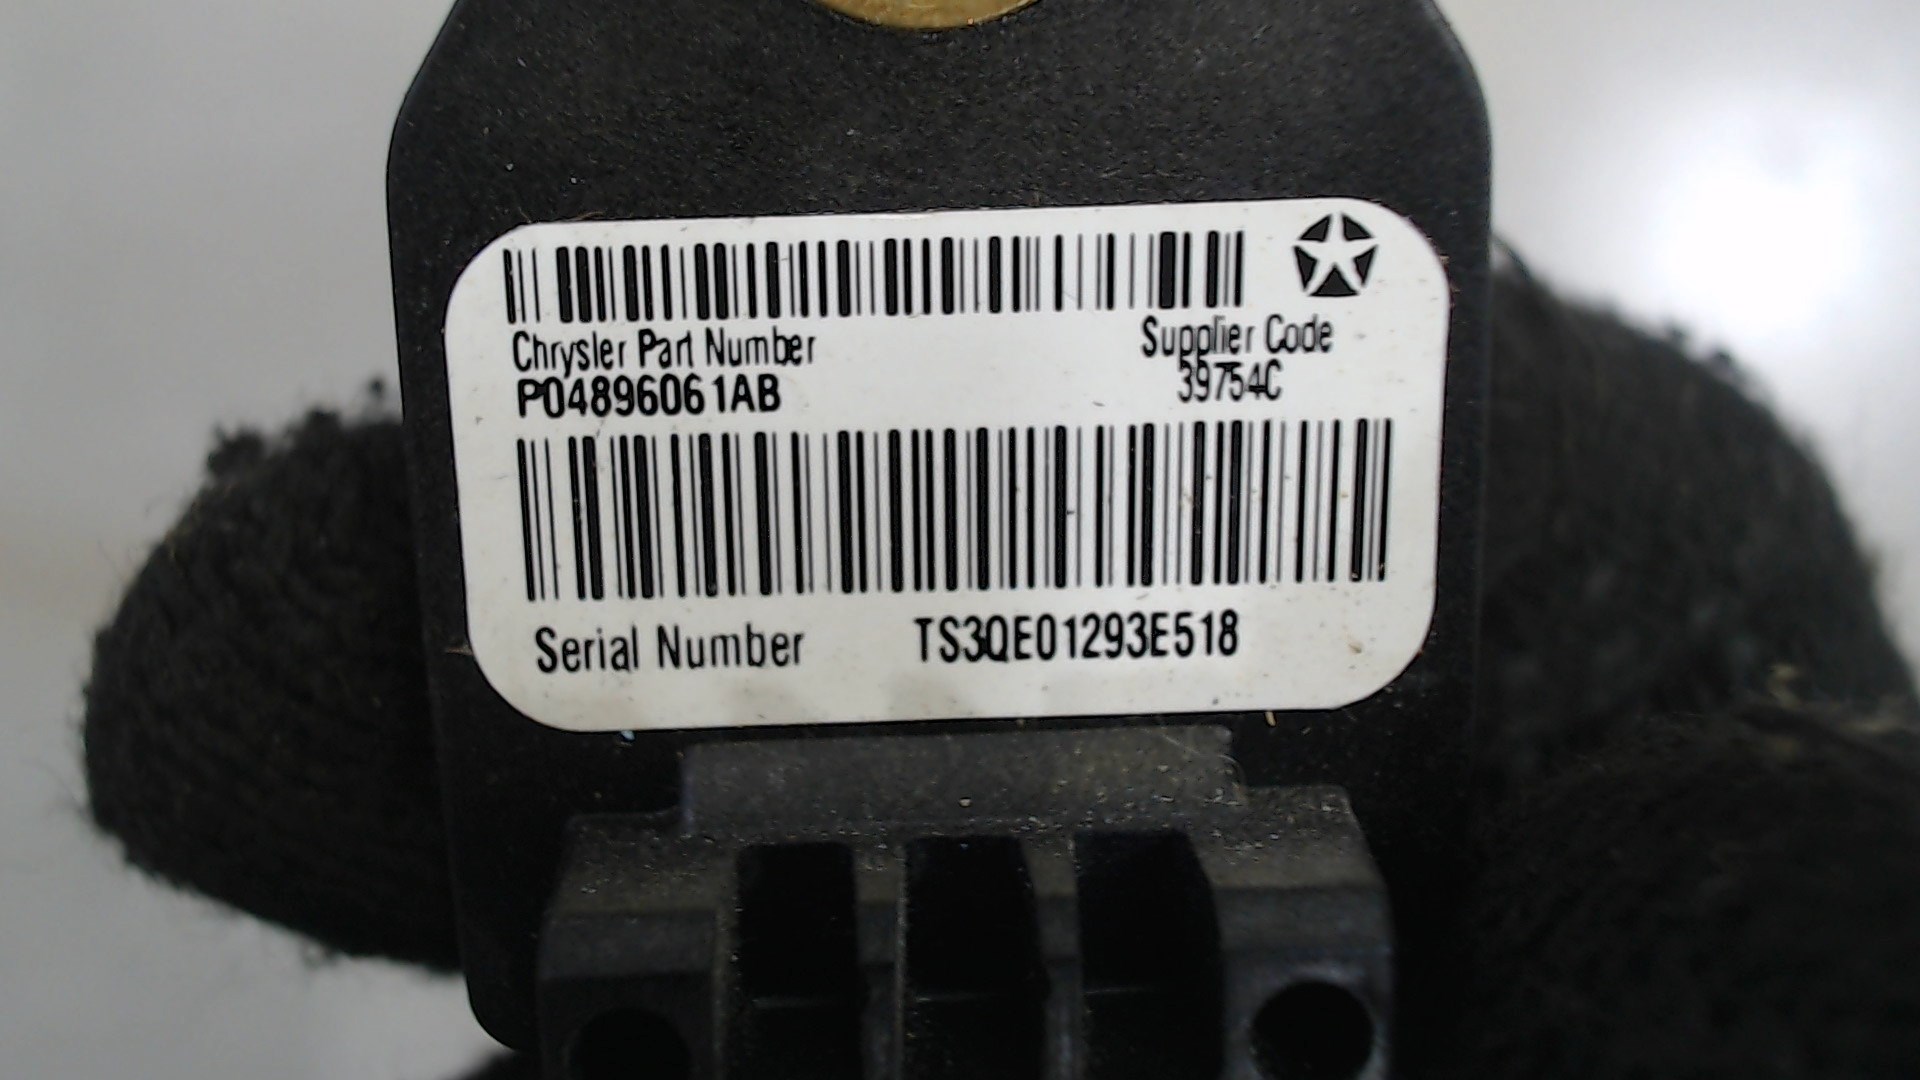 Chrysler Part Number
P04896061AB
Supplier Code
39754C
Serial Number TS3QE01293E518